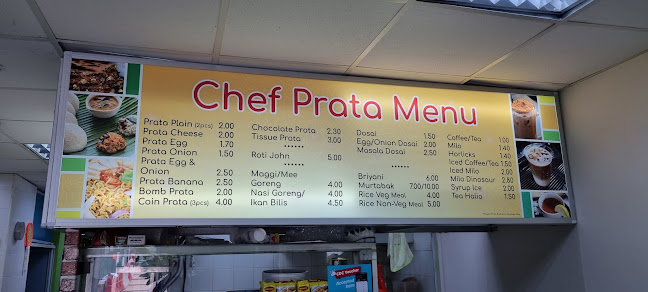 Chef Prata Menu
Prata Plain (2pcs) 2.00
Prata Cheese 2.00
Prata Egg 1.70
Prata Onion 1.50
Prata Egg &
Onion 2.50
Prata Banana 2.50
Bomb Prata 2.00
Coin Prata (3pcs) 4.00
Chocolate Prata 2.30
Tissue Prata 3.00
Roti John 5.00
Maggi/Mee
Goreng 4.00
Nasi Goreng/ 4.00
Ikan Bilis 4.50
Dosai 1.50
Egg/Onion Dosai 2.00
Masala Dosai 2.50
Briyani 6.00
Murtabak 7.00/10.00
Rice Veg Meal 4.00
Rice Non-Veg Meal 5.00
Coffee/Tea 1.00
Milo 1.40
Horlicks 1.40
Iced Coffee/Tea 1.50
Iced Milo 2.00
Milo Dinosaur 2.80
Syrup Ice 2.00
Tea Halia 1.50
CDC Voucher